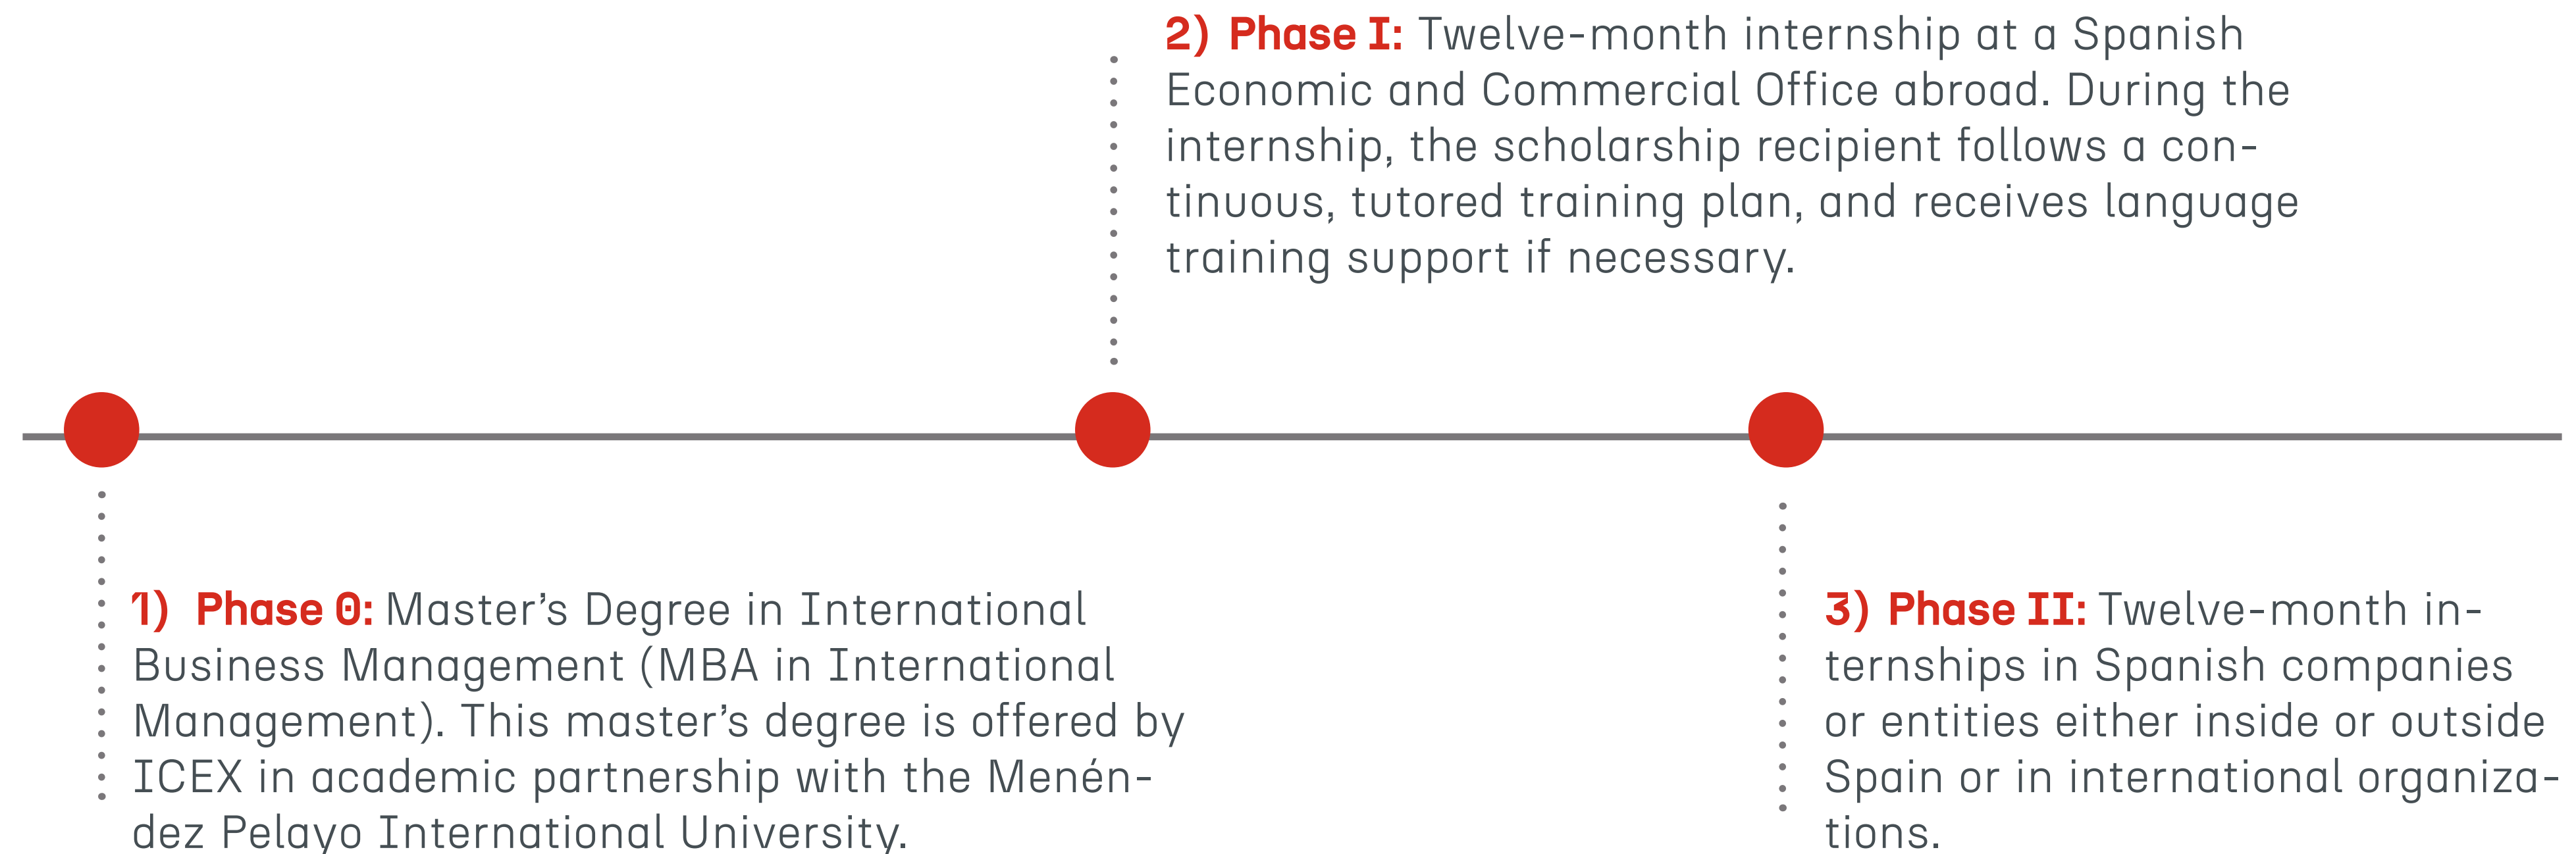 2) Phase I: Twelve-month internship at a Spanish
Economic and Commercial Office abroad. During the
internship, the scholarship recipient follows a con-
tinuous, tutored training plan, and receives language
training support if necessary.
1) Phase 0: Master's Degree in International
Business Management (MBA in International
Management). This master's degree is offered by
ICEX in academic partnership with the Menén-
dez Pelayo International University.
3) Phase II: Twelve-month in-
ternships in Spanish companies
or entities either inside or outside
Spain or in international organiza-
tions.